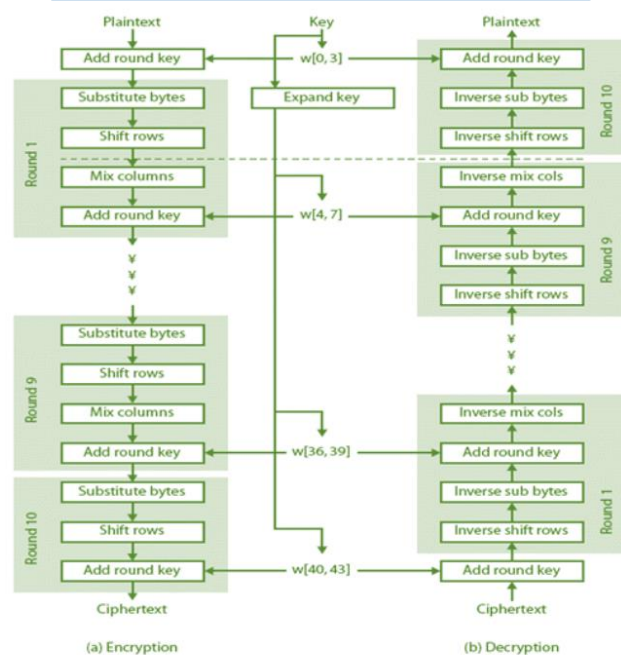 Plaintext
Add round key
Substitute bytes
Shift rows
Mix columns
Add round key
Round 1
¥
¥
¥
Substitute bytes
Shift rows
Mix columns
Add round key
Round 9
Substitute bytes
Shift rows
Add round key
Round 10
Ciphertext
(a) Encryption
Key
w[0, 3]
Expand key
w[4, 7]
w[36, 39]
w[40, 43]
Plaintext
Add round key
Inverse sub bytes
Inverse shift rows
Round 10
Inverse mix cols
Add round key
Inverse sub bytes
Inverse shift rows
Round 9
¥
¥
¥
Inverse mix cols
Add round key
Inverse sub bytes
Inverse shift rows
Round 1
Add round key
Ciphertext
(b) Decryption